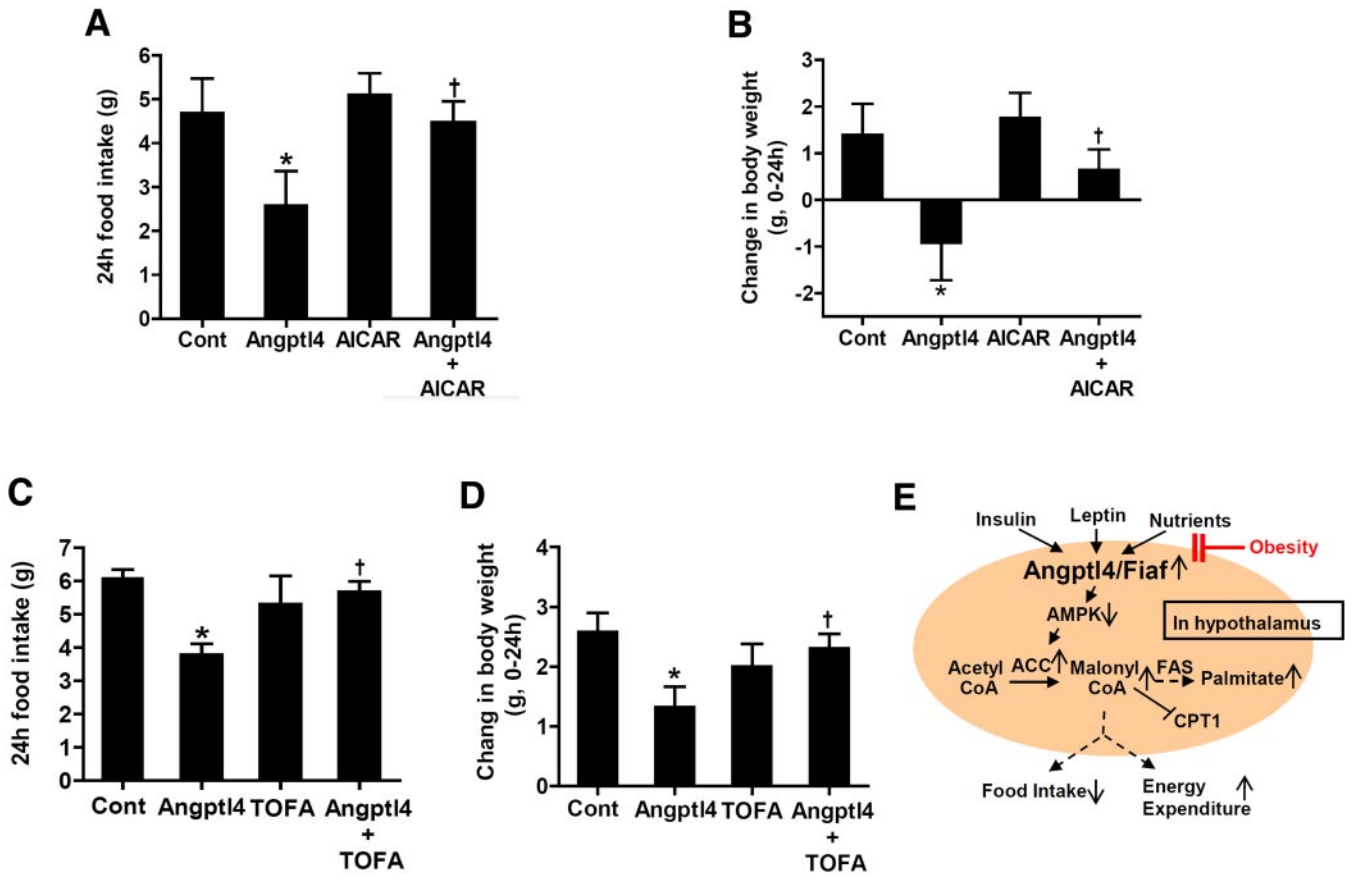 A
24h food intake (g)
6
5
4
3
2
1
0
*
†
Cont Angptl4 AICAR Angptl4
+
AICAR
B
Change in body weight
(g, 0-24h)
3
2
1
0
-1
-2
*
†
Cont Angptl4 AICAR Angptl4
+
AICAR
C
24h food intake (g)
7
6
5
4
3
2
1
0
*
†
Cont Angptl4 TOFA Angptl4
+
TOFA
D
Chang in body weight
(g, 0-24h)
4
3
2
1
0
*
†
Cont Angptl4 TOFA Angptl4
+
TOFA
E
Insulin Leptin Nutrients
Obesity
Angptl4/Fiaf
AMPK
In hypothalamus
Acetyl
CoA
ACC
Malonyl
CoA
FAS
Palmitate
CPT1
Food Intake
Energy
Expenditure